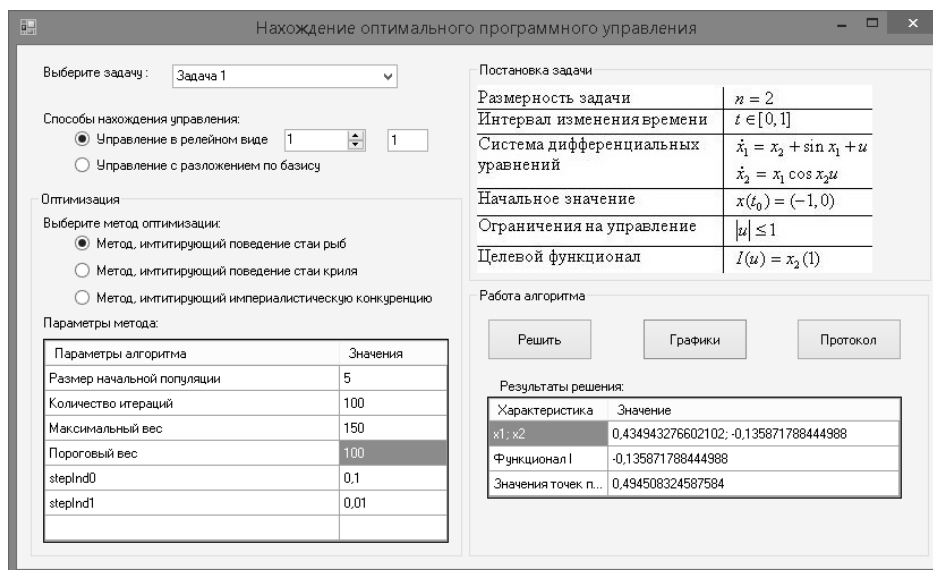 Нахождение оптимального программного управления
Выберите задачу :
Задача 1
Способы нахождения управления:
Управление в релейном виде
1
1
Управление с разложением по базису
Оптимизация
Выберите метод оптимизации:
Метод, имтитирующий поведение стаи рыб
Метод, имтитирующий поведение стаи криля
Метод, имтитирующий империалистическую конкуренцию
Параметры метода:
Параметры алгоритма Значения
Размер начальной популяции 5
Количество итераций 100
Максимальный вес 150
Пороговый вес 100
stepInd0 0,1
stepInd1 0,01
Постановка задачи
Размерность задачи n = 2
Интервал изменения времени t ∈ [0, 1]
Система дифференциальных уравнений ẋ₁ = x₂ + sin x₁ + u
ẋ₂ = x₁ cos x₂u
Начальное значение x(t₀) = (−1, 0)
Ограничения на управление |u| ≤ 1
Целевой функционал I(u) = x₂(1)
Работа алгоритма
Решить
Графики
Протокол
Результаты решения:
Характеристика Значение
x1; x2 0,434943276602102; -0,135871788444988
Функционал I -0,135871788444988
Значения точек п... 0,494508324587584